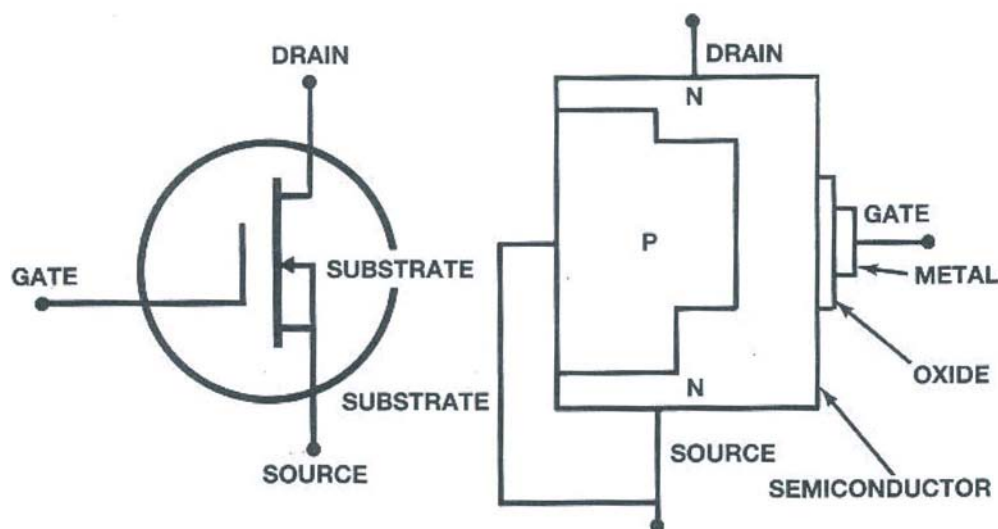 DRAIN
GATE
SUBSTRATE
SUBSTRATE
SOURCE
DRAIN
N
P
GATE
METAL
OXIDE
N
SOURCE
SEMICONDUCTOR